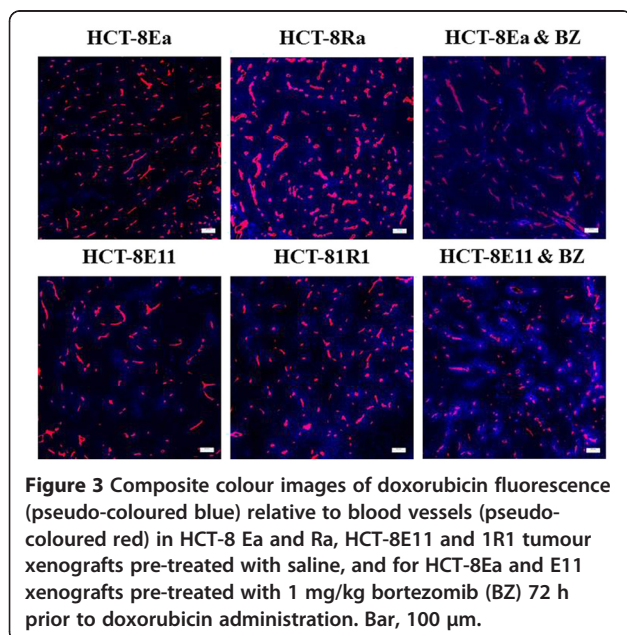 HCT-8Ea HCT-8Ra HCT-8Ea & BZ
HCT-8E11 HCT-81R1 HCT-8E11 & BZ
Figure 3 Composite colour images of doxorubicin fluorescence
(pseudo-coloured blue) relative to blood vessels (pseudo-
coloured red) in HCT-8 Ea and Ra, HCT-8E11 and 1R1 tumour
xenografts pre-treated with saline, and for HCT-8Ea and E11
xenografts pre-treated with 1 mg/kg bortezomib (BZ) 72 h
prior to doxorubicin administration. Bar, 100 μm.